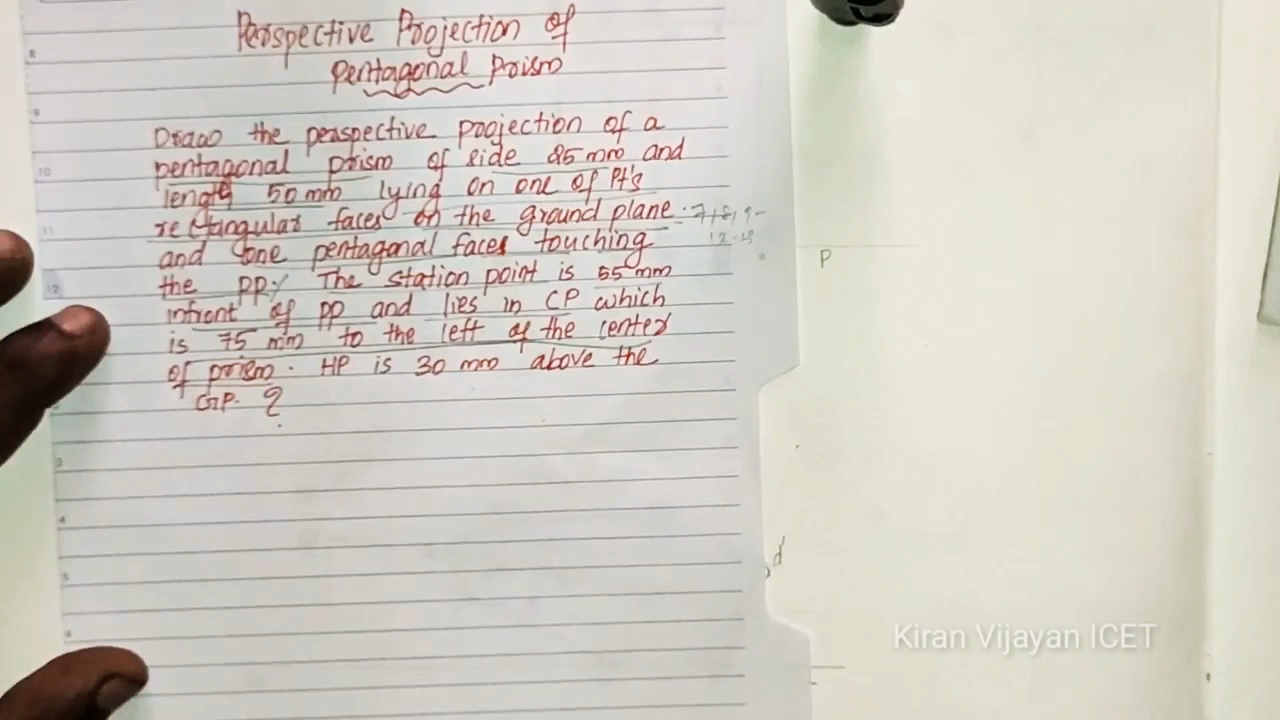 Perspective Projection of
Pentagonal Prism
Draw the perspective projection of a
pentagonal prism of side 25 mm and
length 50 mm lying on one of it's
rectangular faces on the ground plane.
and one pentagonal faces touching
the PP. The station point is 55 mm
infront of PP and lies in CP which
is 75 mm to the left of the center
of prism. HP is 30 mm above the
GP. ?
P
d'
Kiran Vijayan ICET